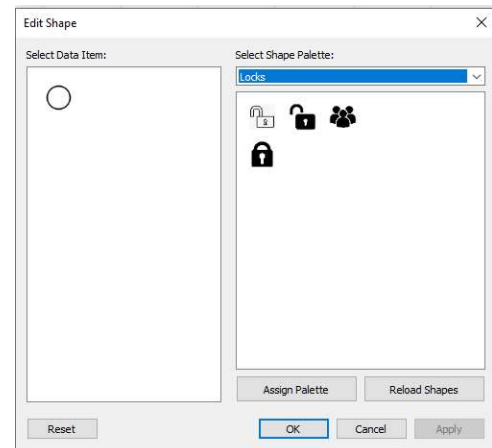 Edit Shape
Select Data Item:
Select Shape Palette:
Locks
Assign Palette
Reload Shapes
Reset
OK
Cancel
Apply